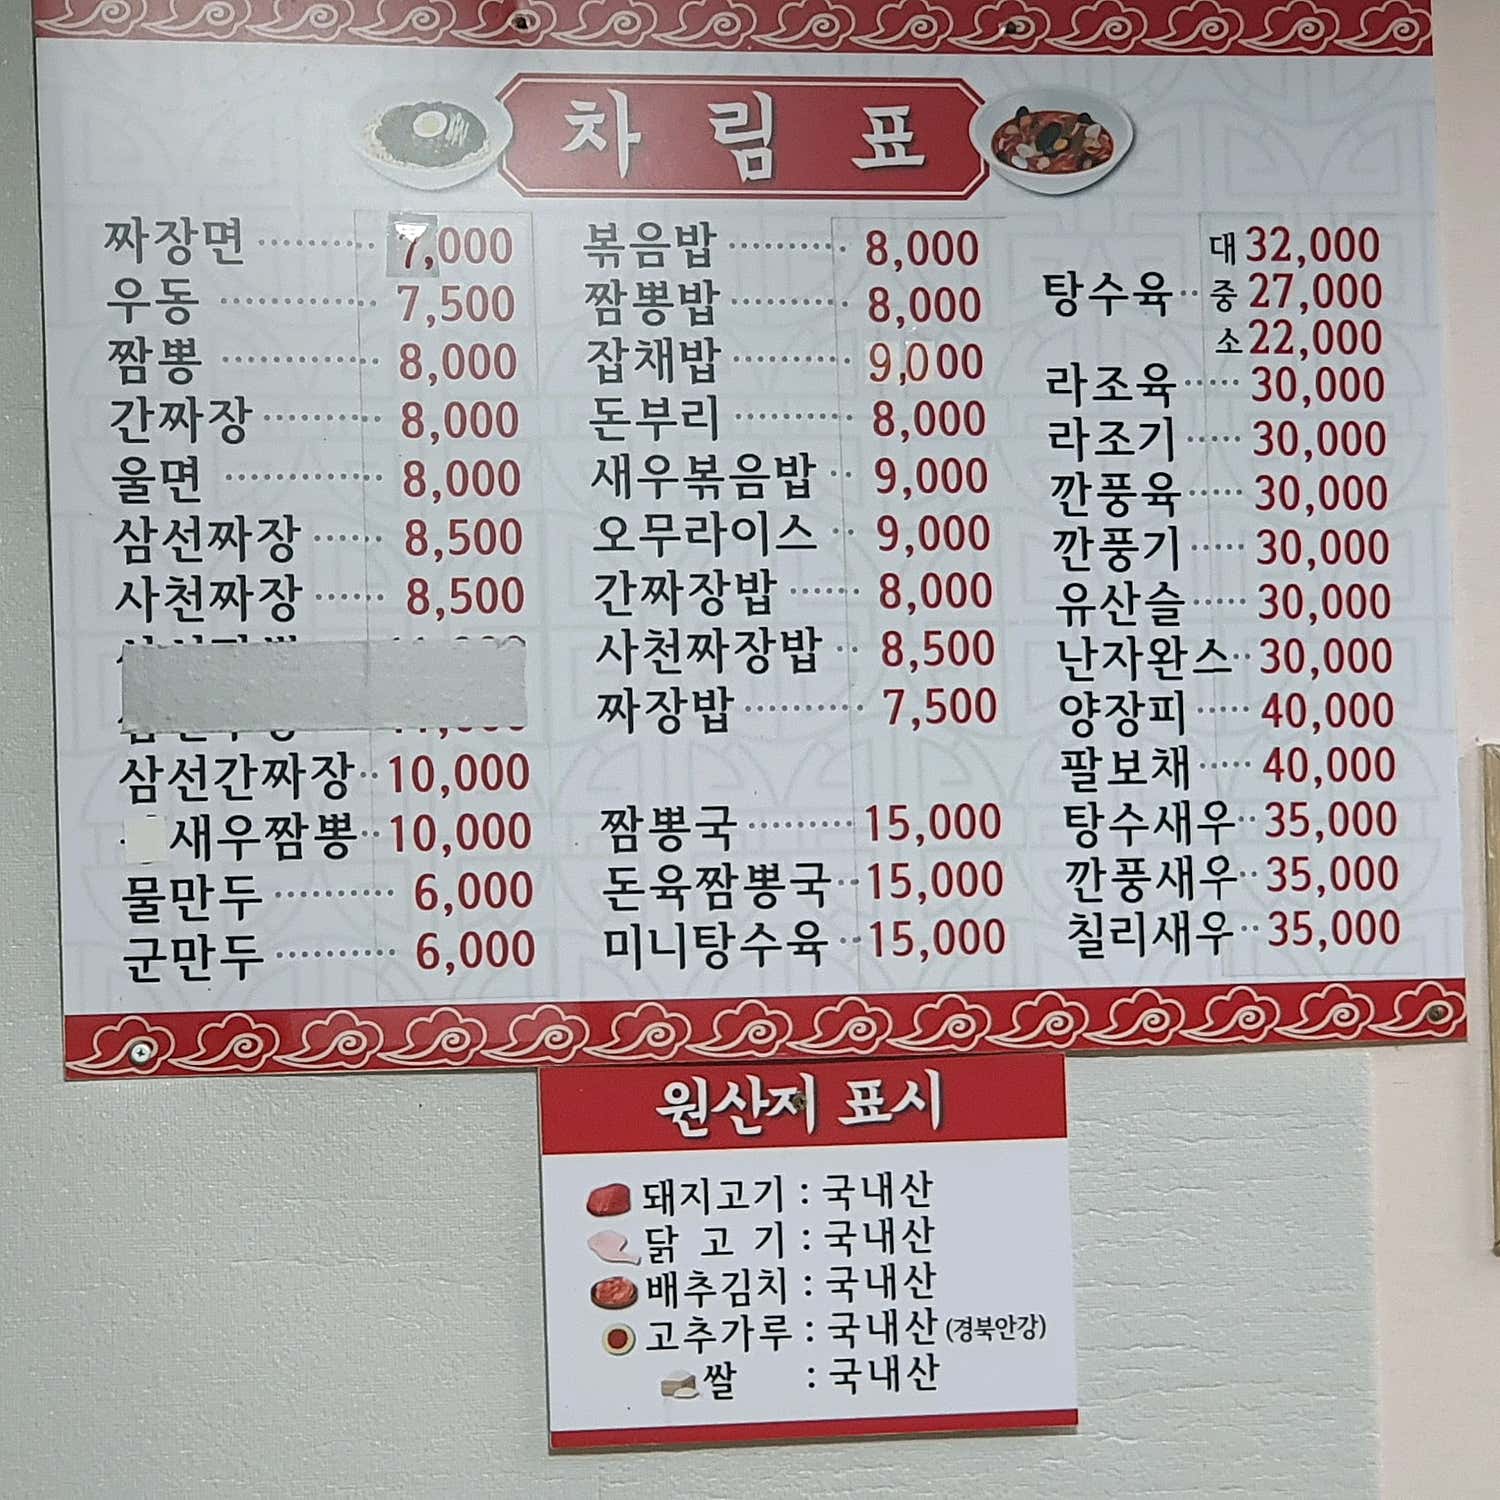 차림표
짜장면 7,000
우동 7,500
짬뽕 8,000
간짜장 8,000
울면 8,000
삼선짜장 8,500
사천짜장 8,500
삼선간짜장 10,000
새우짬뽕 10,000
물만두 6,000
군만두 6,000
볶음밥 8,000
짬뽕밥 8,000
잡채밥 9,000
돈부리 8,000
새우볶음밥 9,000
오무라이스 9,000
간짜장밥 8,000
사천짜장밥 8,500
짜장밥 7,500
짬뽕국 15,000
돈육짬뽕국 15,000
미니탕수육 15,000
대 32,000
탕수육 중 27,000
소 22,000
라조육 30,000
라조기 30,000
깐풍육 30,000
깐풍기 30,000
유산슬 30,000
난자완스 30,000
양장피 40,000
팔보채 40,000
탕수새우 35,000
깐풍새우 35,000
칠리새우 35,000
원산지 표시
돼지고기 : 국내산
닭 고 기 : 국내산
배추김치 : 국내산
고추가루 : 국내산 (경북안강)
쌀 : 국내산